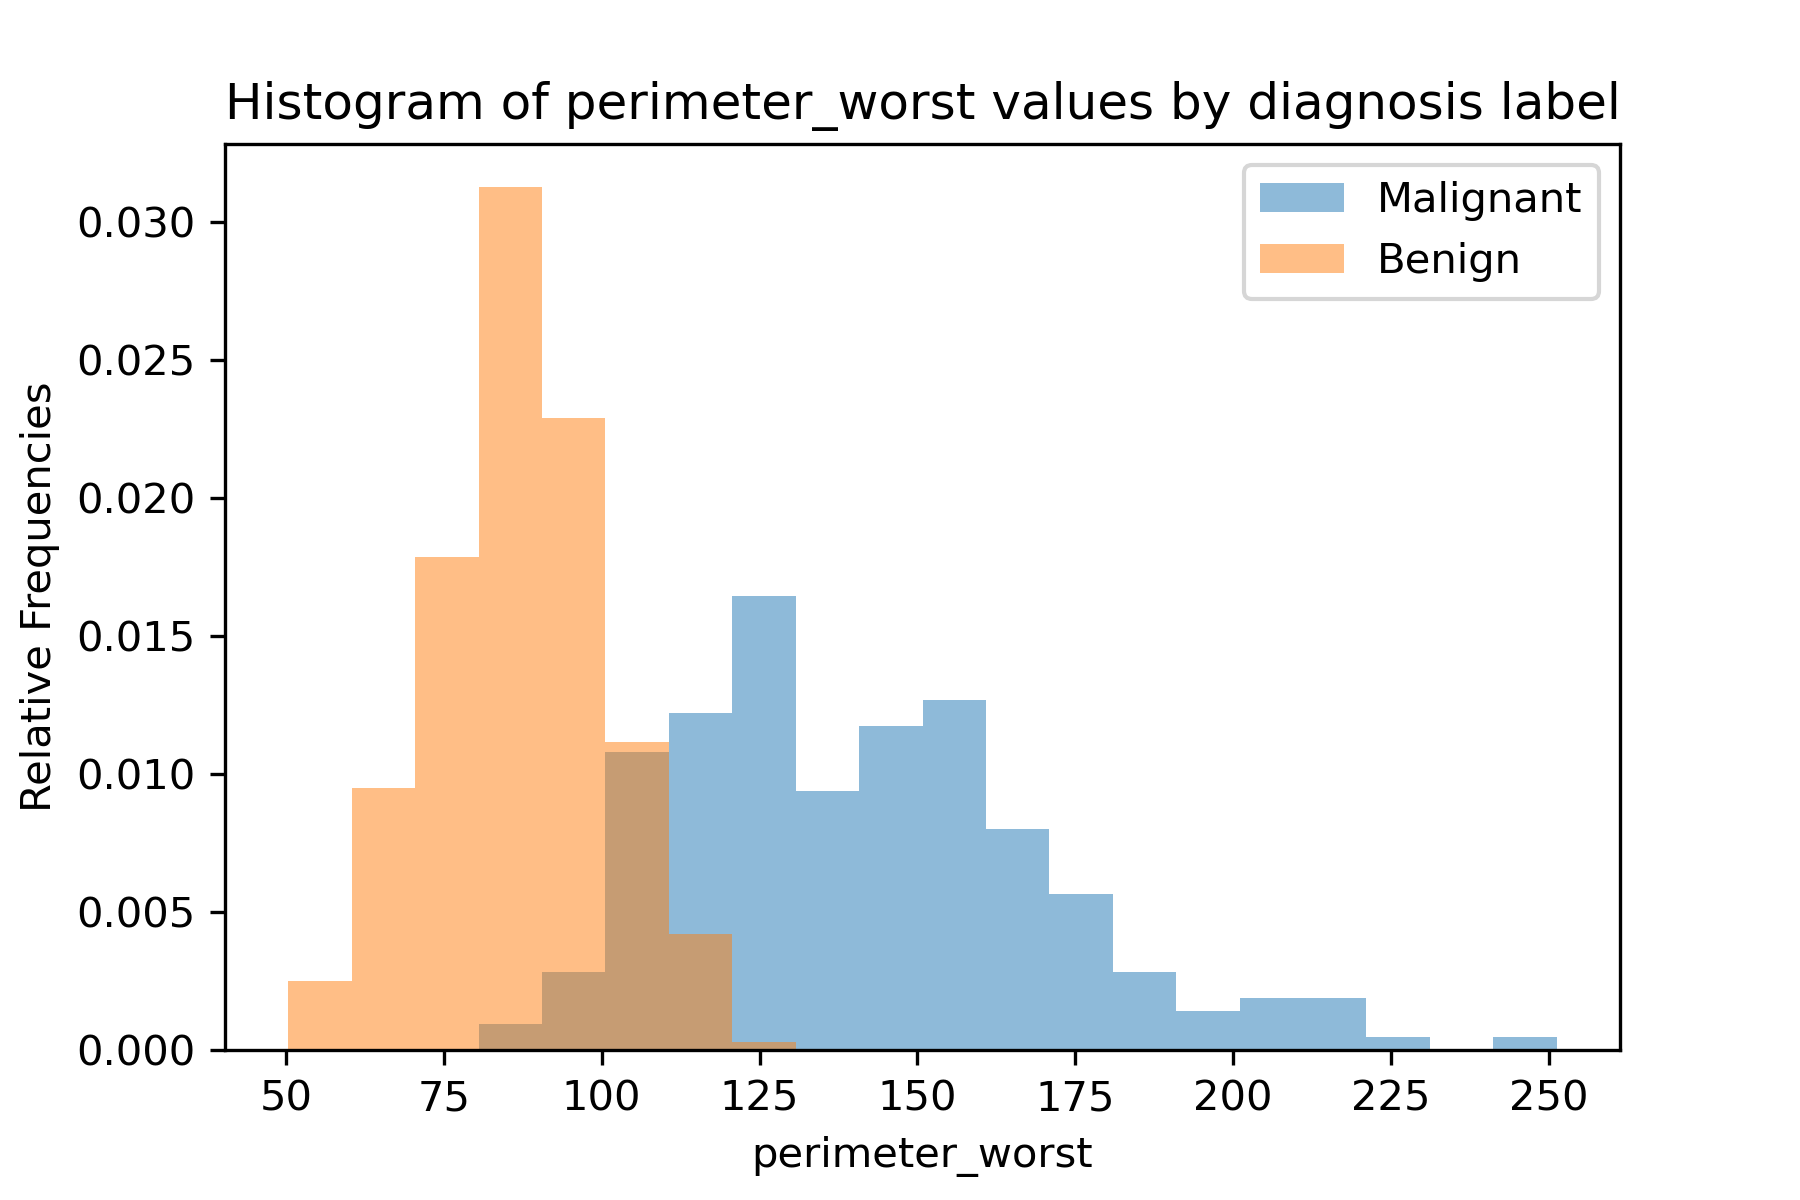 Histogram of perimeter_worst values by diagnosis label
Malignant
Benign
Relative Frequencies
0.030
0.025
0.020
0.015
0.010
0.005
0.000
50 75 100 125 150 175 200 225 250
perimeter_worst